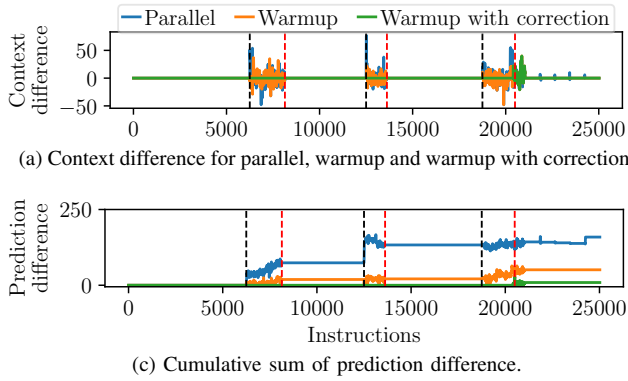 Parallel Warmup Warmup with correction
Context difference
50
0
−50
0 5000 10000 15000 20000 25000
(a) Context difference for parallel, warmup and warmup with correction
Prediction difference
250
0
0 5000 10000 15000 20000 25000
Instructions
(c) Cumulative sum of prediction difference.